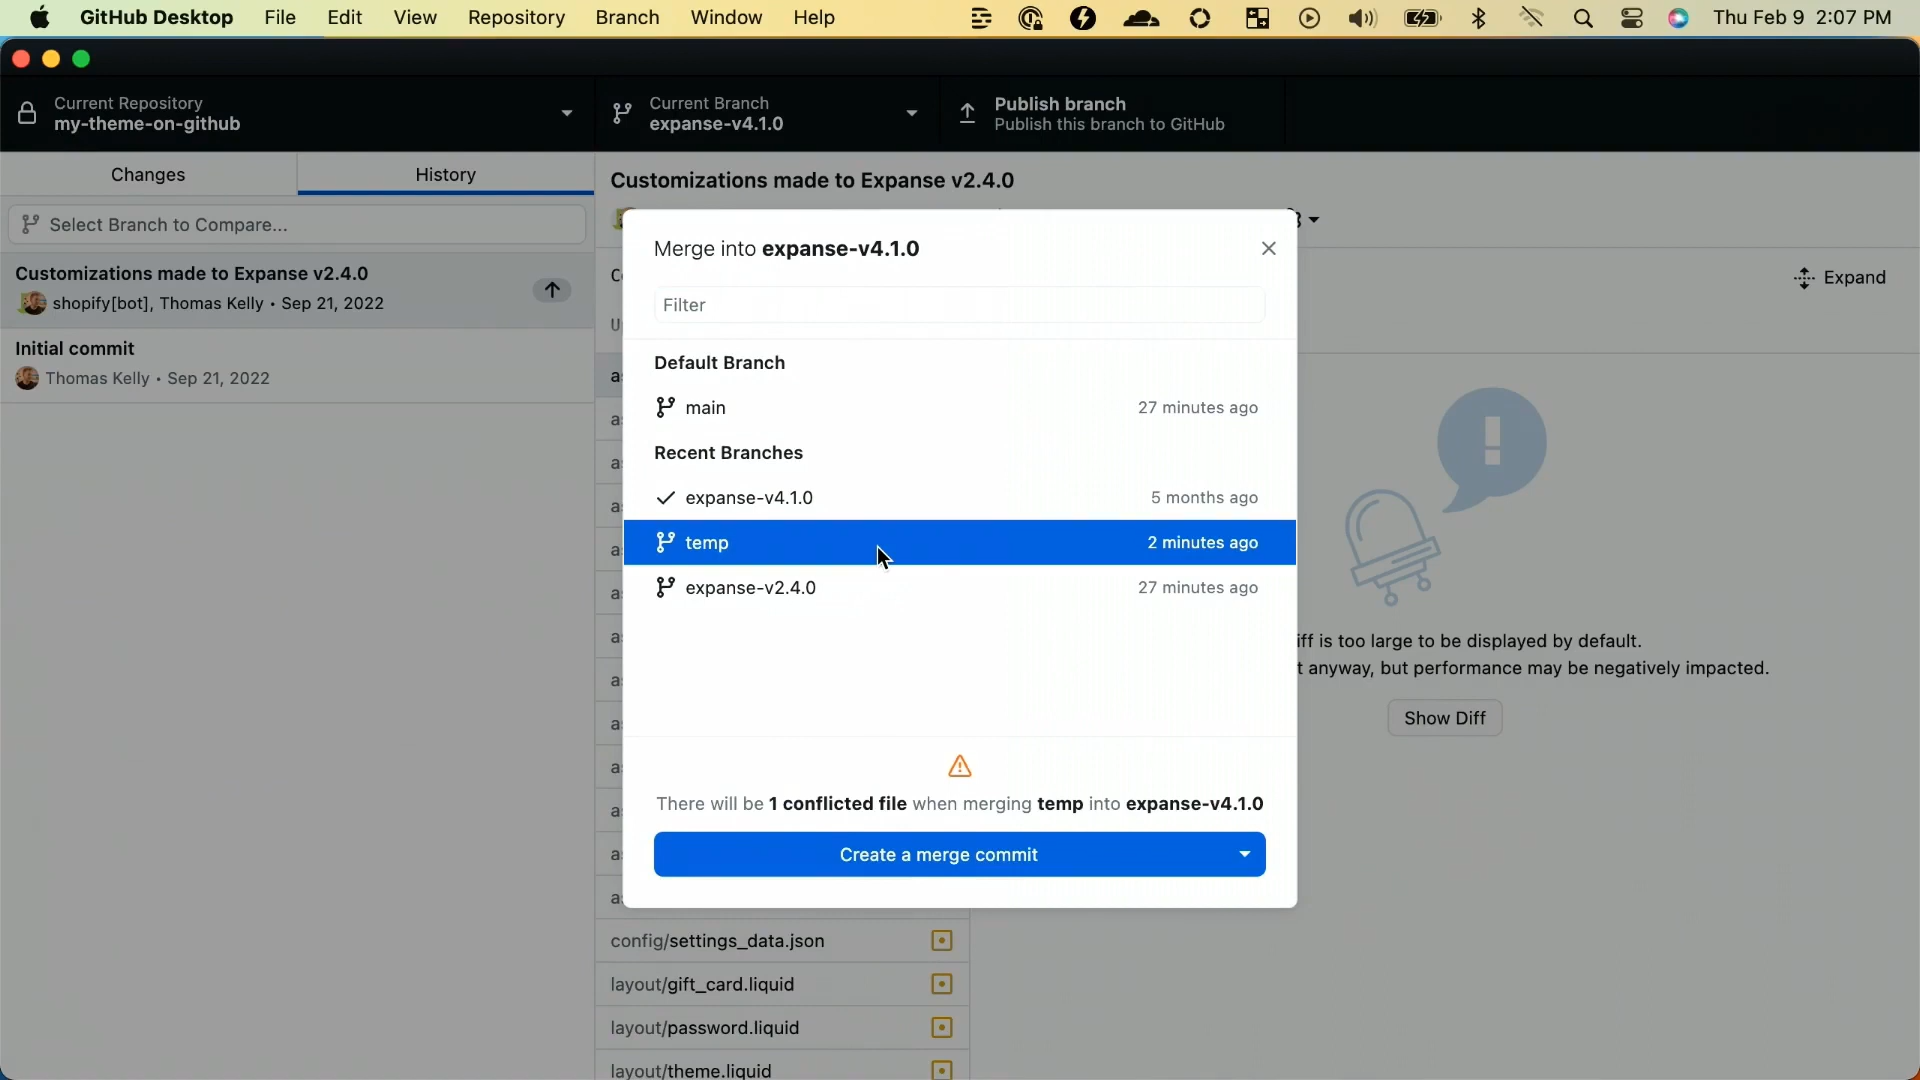 GitHub Desktop File Edit View Repository Branch Window Help Thu Feb 9 2:07 PM
Current Repository
my-theme-on-github
Current Branch
expanse-v4.1.0
Publish branch
Publish this branch to GitHub
Changes
History
Select Branch to Compare...
Customizations made to Expanse v2.4.0
shopify[bot], Thomas Kelly • Sep 21, 2022
Initial commit
Thomas Kelly • Sep 21, 2022
Customizations made to Expanse v2.4.0
Expand
Merge into expanse-v4.1.0
Filter
Default Branch
main 27 minutes ago
Recent Branches
expanse-v4.1.0 5 months ago
temp 2 minutes ago
expanse-v2.4.0 27 minutes ago
There will be 1 conflicted file when merging temp into expanse-v4.1.0
Create a merge commit
iff is too large to be displayed by default.
t anyway, but performance may be negatively impacted.
Show Diff
config/settings_data.json
layout/gift_card.liquid
layout/password.liquid
layout/theme.liquid